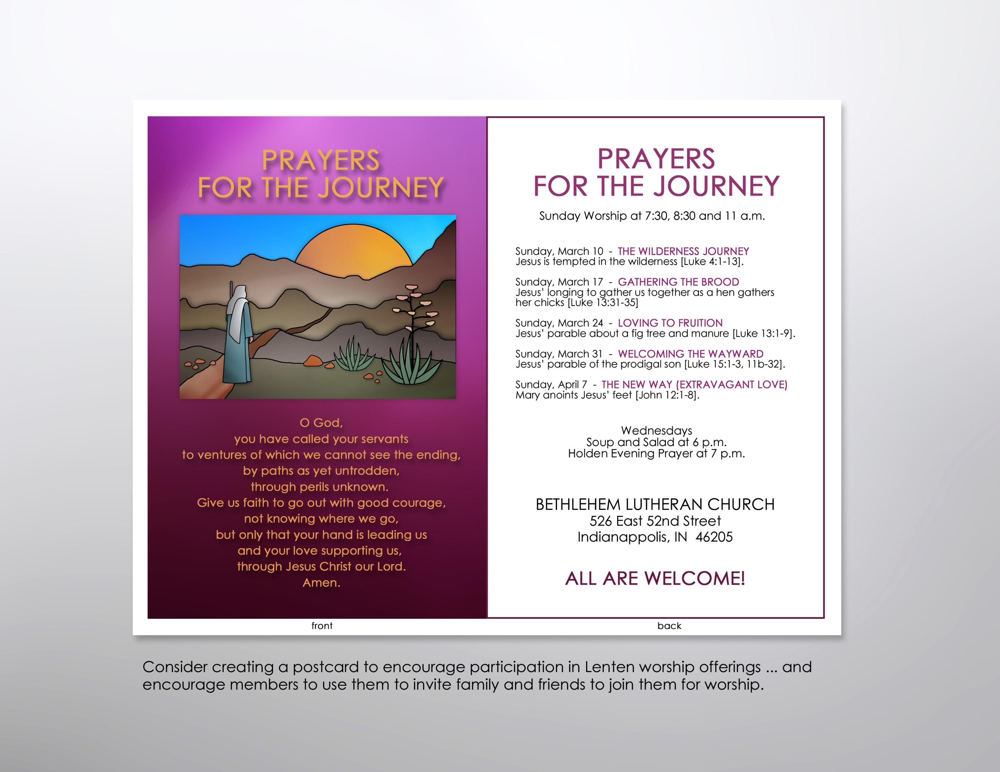 PRAYERS
FOR THE JOURNEY
O God,
you have called your servants
to ventures of which we cannot see the ending,
by paths as yet untrodden,
through perils unknown.
Give us faith to go out with good courage,
not knowing where we go,
but only that your hand is leading us
and your love supporting us,
through Jesus Christ our Lord.
Amen.
front
PRAYERS
FOR THE JOURNEY
Sunday Worship at 7:30, 8:30 and 11 a.m.
Sunday, March 10 - THE WILDERNESS JOURNEY
Jesus is tempted in the wilderness [Luke 4:1-13].
Sunday, March 17 - GATHERING THE BROOD
Jesus' longing to gather us together as a hen gathers
her chicks [Luke 13:31-35]
Sunday, March 24 - LOVING TO FRUITION
Jesus' parable about a fig tree and manure [Luke 13:1-9].
Sunday, March 31 - WELCOMING THE WAYWARD
Jesus' parable of the prodigal son [Luke 15:1-3, 11b-32].
Sunday, April 7 - THE NEW WAY (EXTRAVAGANT LOVE)
Mary anoints Jesus' feet [John 12:1-8].
Wednesdays
Soup and Salad at 6 p.m.
Holden Evening Prayer at 7 p.m.
BETHLEHEM LUTHERAN CHURCH
526 East 52nd Street
Indianappolis, IN 46205
ALL ARE WELCOME!
back
Consider creating a postcard to encourage participation in Lenten worship offerings ... and
encourage members to use them to invite family and friends to join them for worship.